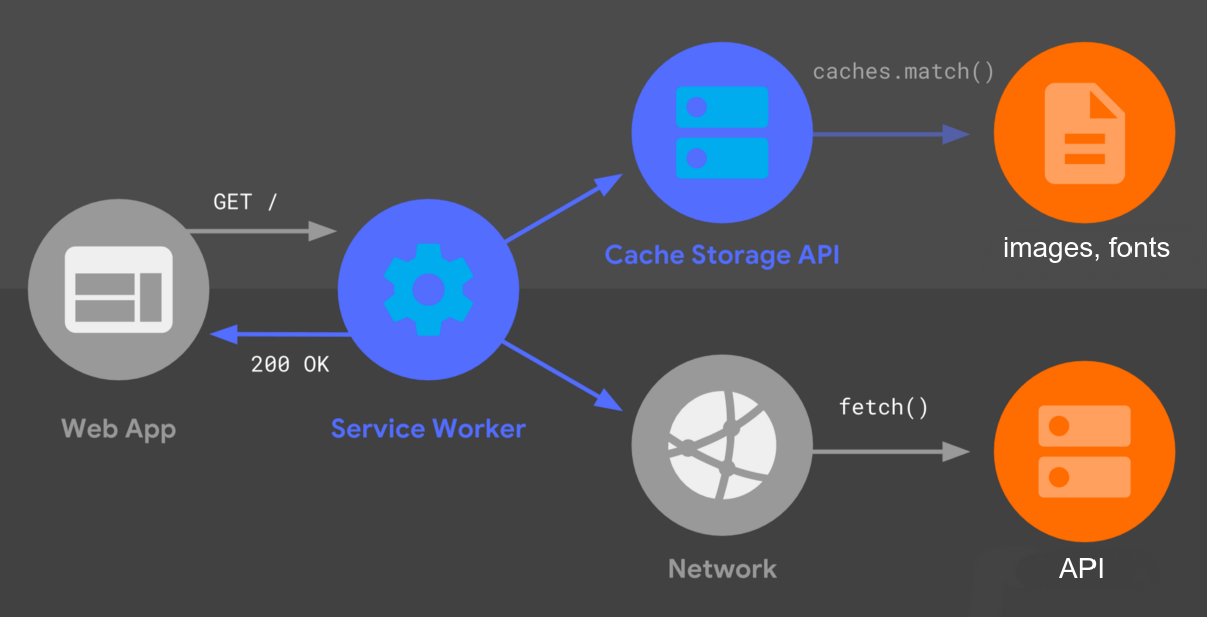 caches.match()
GET /
Cache Storage API
images, fonts
200 OK
Web App
Service Worker
fetch()
Network
API